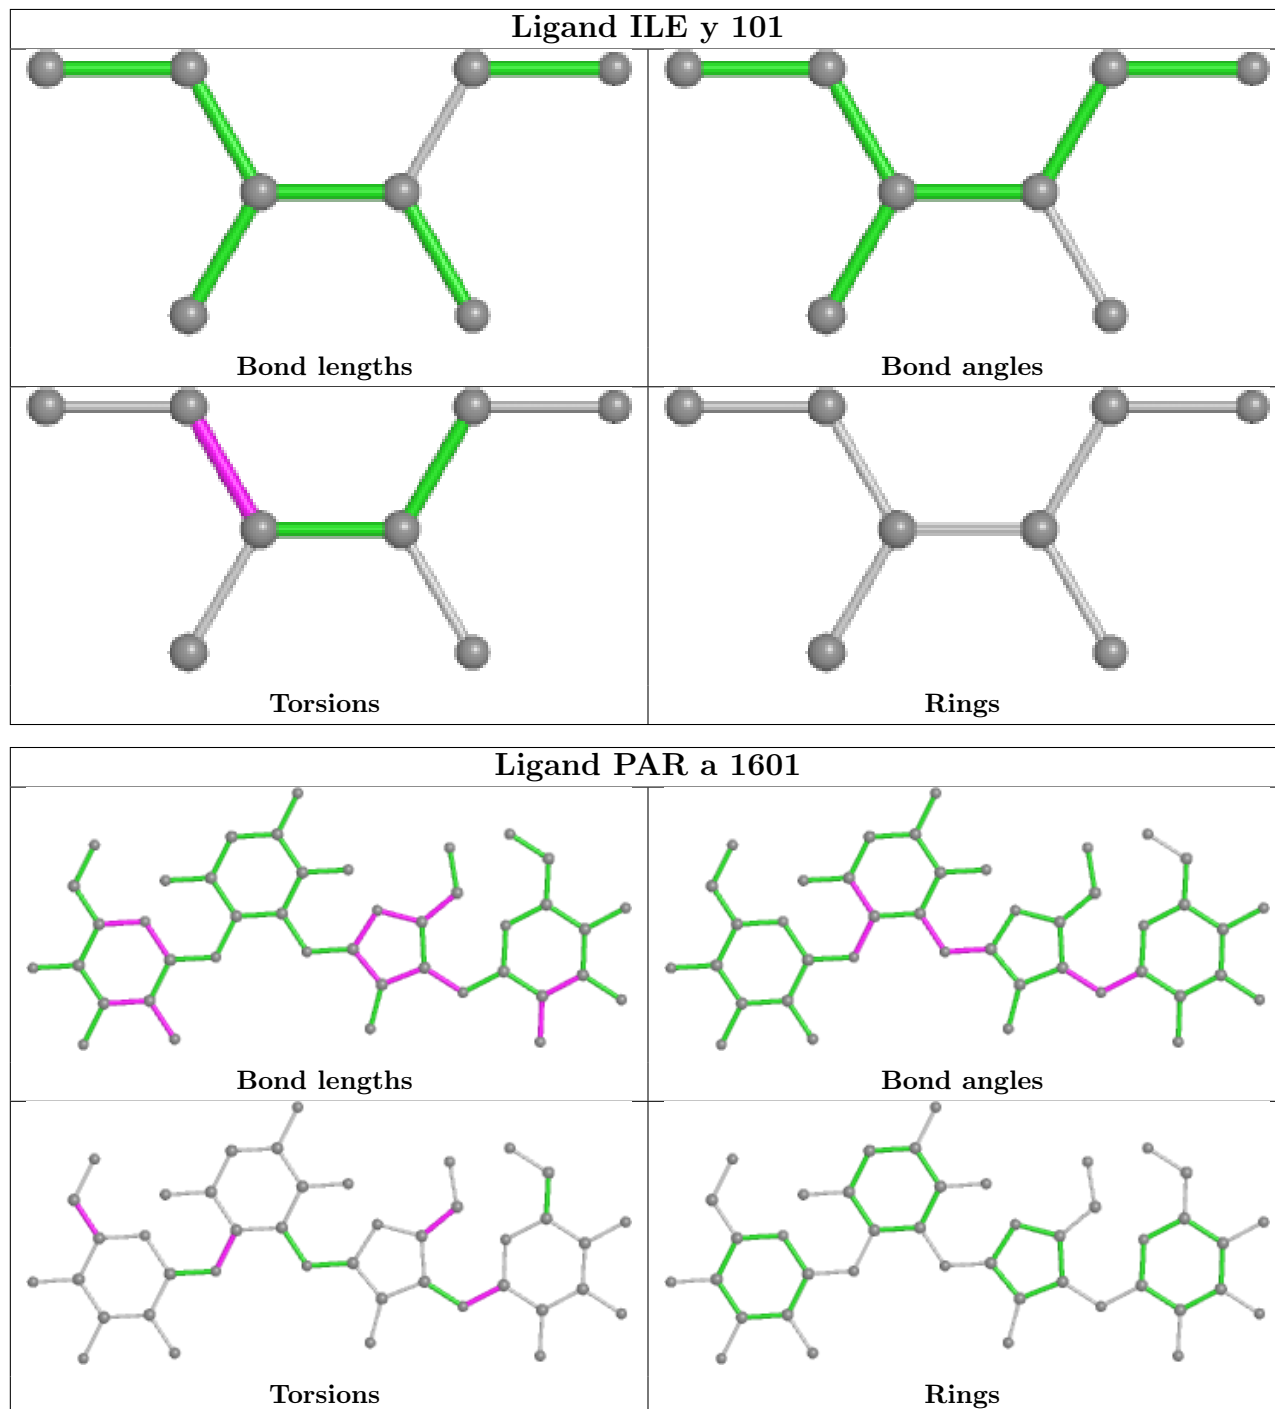 Ligand ILE y 101
Bond lengths
Bond angles
Torsions
Rings
Ligand PAR a 1601
Bond lengths
Bond angles
Torsions
Rings